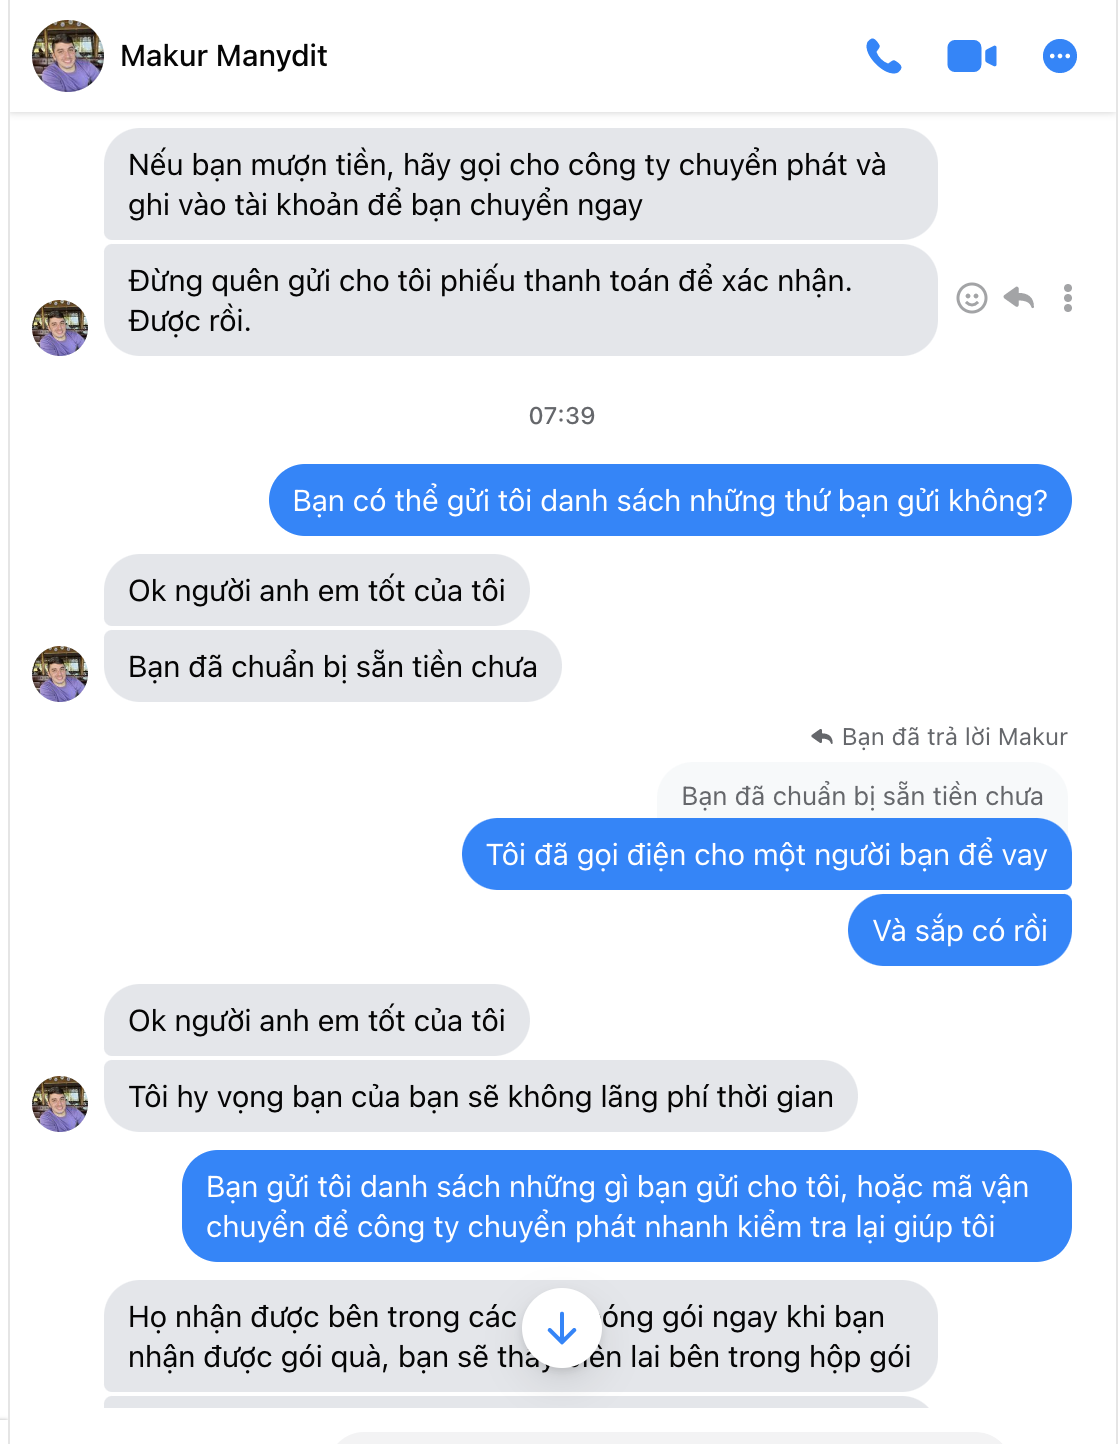 Makur Manydit
Nếu bạn mượn tiền, hãy gọi cho công ty chuyển phát và
ghi vào tài khoản để bạn chuyển ngay
Đừng quên gửi cho tôi phiếu thanh toán để xác nhận.
Được rồi.
07:39
Bạn có thể gửi tôi danh sách những thứ bạn gửi không?
Ok người anh em tốt của tôi
Bạn đã chuẩn bị sẵn tiền chưa
Bạn đã trả lời Makur
Bạn đã chuẩn bị sẵn tiền chưa
Tôi đã gọi điện cho một người bạn để vay
Và sắp có rồi
Ok người anh em tốt của tôi
Tôi hy vọng bạn của bạn sẽ không lãng phí thời gian
Bạn gửi tôi danh sách những gì bạn gửi cho tôi, hoặc mã vận
chuyển để công ty chuyển phát nhanh kiểm tra lại giúp tôi
Họ nhận được bên trong các gói ngay khi bạn
nhận được gói quà, bạn sẽ lai bên trong hộp gói